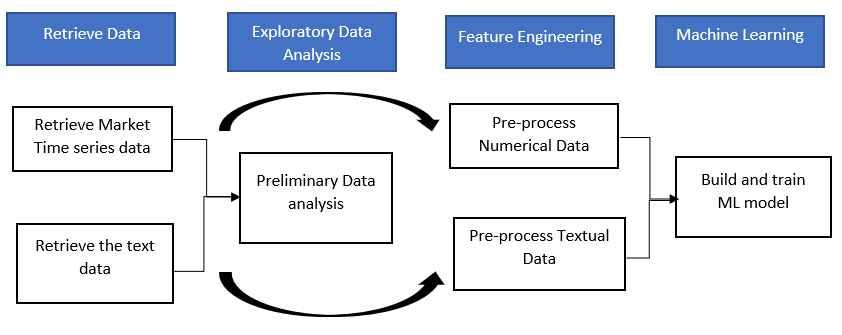 Retrieve Data
Exploratory Data
Analysis
Feature Engineering
Machine Learning
Retrieve Market
Time series data
Retrieve the text
data
Preliminary Data
analysis
Pre-process
Numerical Data
Pre-process Textual
Data
Build and train
ML model